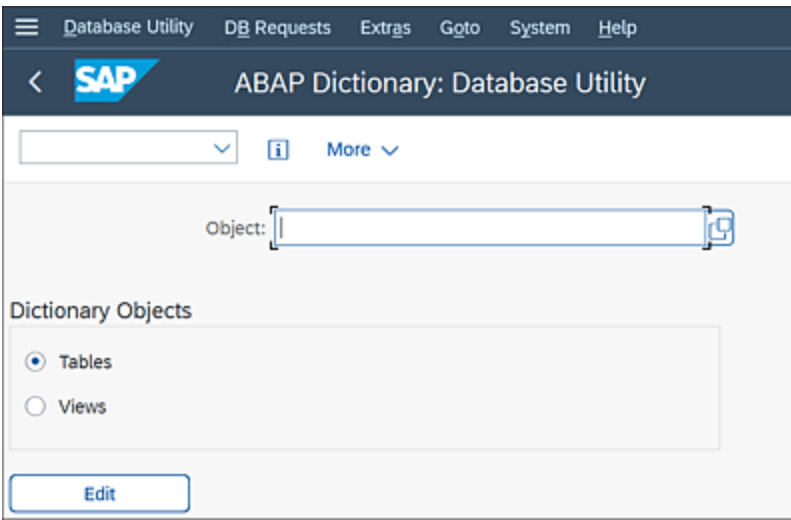 Database Utility DB Requests Extras Goto System Help
SAP ABAP Dictionary: Database Utility
i More
Object:
Dictionary Objects
Tables
Views
Edit